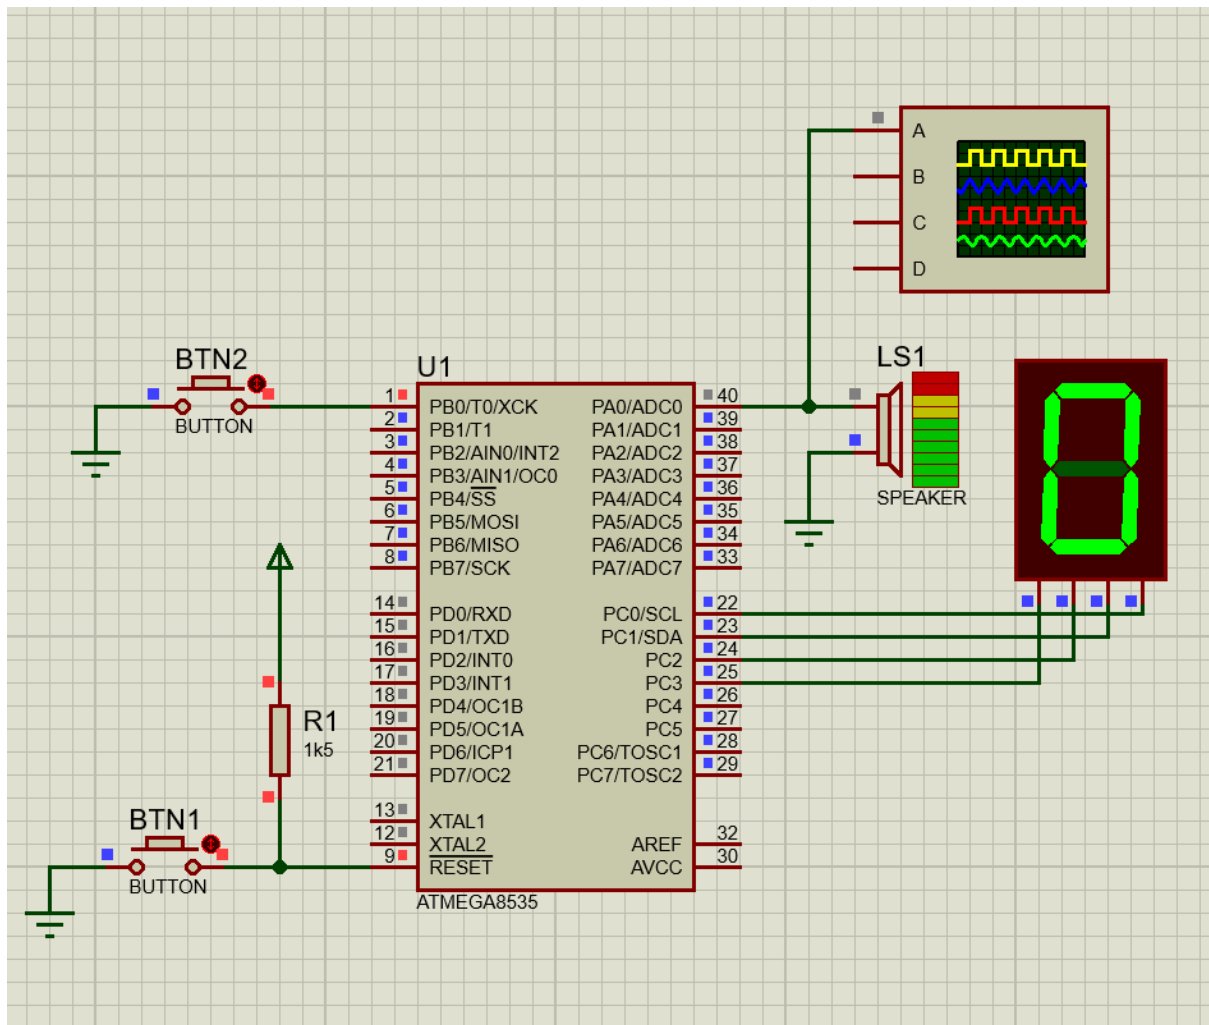 A
B
C
D
BTN2
BUTTON
U1
LS1
SPEAKER
1 PB0/T0/XCK PA0/ADC0 40
2 PB1/T1 PA1/ADC1 39
3 PB2/AIN0/INT2 PA2/ADC2 38
4 PB3/AIN1/OC0 PA3/ADC3 37
5 PB4/SS PA4/ADC4 36
6 PB5/MOSI PA5/ADC5 35
7 PB6/MISO PA6/ADC6 34
8 PB7/SCK PA7/ADC7 33
14 PD0/RXD PC0/SCL 22
15 PD1/TXD PC1/SDA 23
16 PD2/INT0 PC2 24
17 PD3/INT1 PC3 25
18 PD4/OC1B PC4 26
19 PD5/OC1A PC5 27
20 PD6/ICP1 PC6/TOSC1 28
21 PD7/OC2 PC7/TOSC2 29
13 XTAL1
12 XTAL2 AREF 32
9 RESET AVCC 30
ATMEGA8535
R1
1k5
BTN1
BUTTON
0